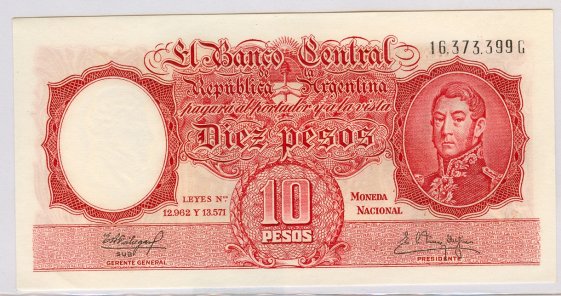 El Banco Central
16.373.399 G
de la
República Argentina
pagará al portador y a la vista
Diez pesos
LEYES Nos
12.962 Y 13.571
10
PESOS
MONEDA
NACIONAL
GERENTE GENERAL
PRESIDENTE